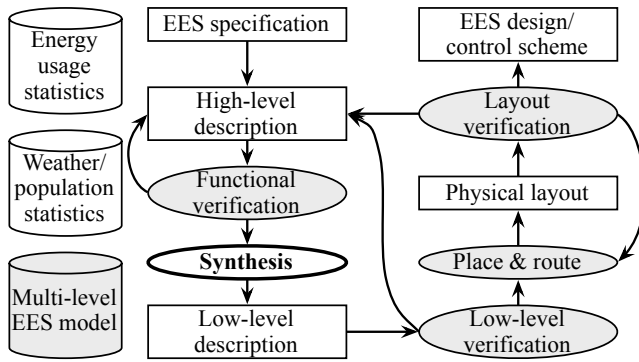 Energy
usage
statistics
Weather/
population
statistics
Multi-level
EES model
EES specification
High-level
description
Functional
verification
Synthesis
Low-level
description
EES design/
control scheme
Layout
verification
Physical layout
Place & route
Low-level
verification